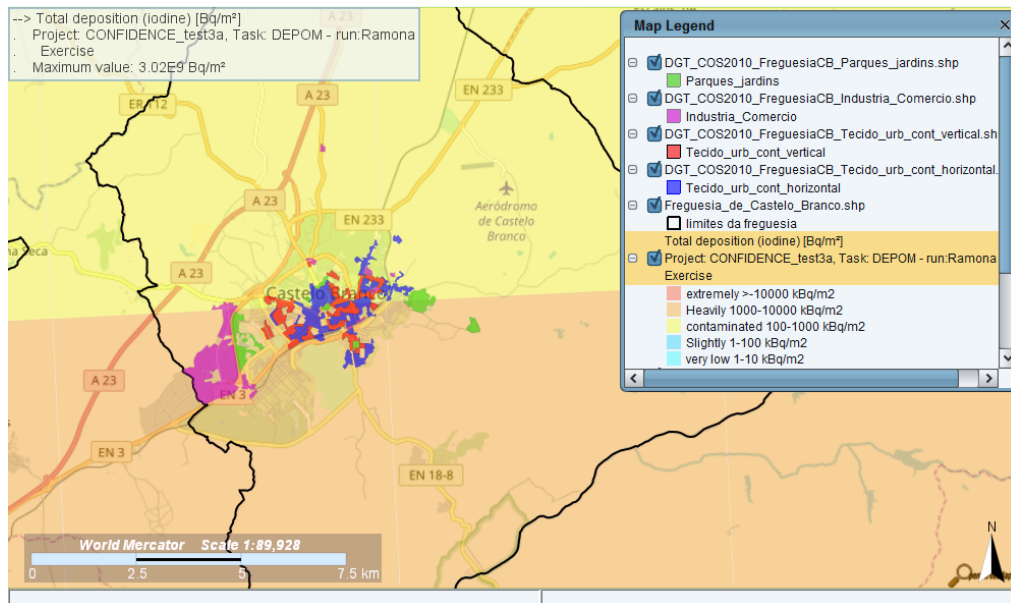 --> Total deposition (iodine) [Bq/m²]
. Project: CONFIDENCE_test3a, Task: DEPOM - run:Ramona
. Exercise
. Maximum value: 3.02E9 Bq/m²
Map Legend
DGT_COS2010_FreguesiaCB_Parques_jardins.shp
Parques_jardins
DGT_COS2010_FreguesiaCB_Industria_Comercio.shp
Industria_Comercio
DGT_COS2010_FreguesiaCB_Tecido_urb_cont_vertical.sh
Tecido_urb_cont_vertical
DGT_COS2010_FreguesiaCB_Tecido_urb_cont_horizontal.
Tecido_urb_cont_horizontal
Freguesia_de_Castelo_Branco.shp
limites da freguesia
Total deposition (iodine) [Bq/m²]
Project: CONFIDENCE_test3a, Task: DEPOM - run:Ramona
Exercise
extremely >-10000 kBq/m2
Heavily 1000-10000 kBq/m2
contaminated 100-1000 kBq/m2
Slightly 1-100 kBq/m2
very low 1-10 kBq/m2
A 23
ER 112
EN 233
A 23
EN 233
Aeródromo
de Castelo
Branco
Seca
A 23
Castelo Branco
A 23
EN 3
EN 3
EN 18-8
World Mercator Scale 1:89,928
0 2.5 5 7.5 km
N